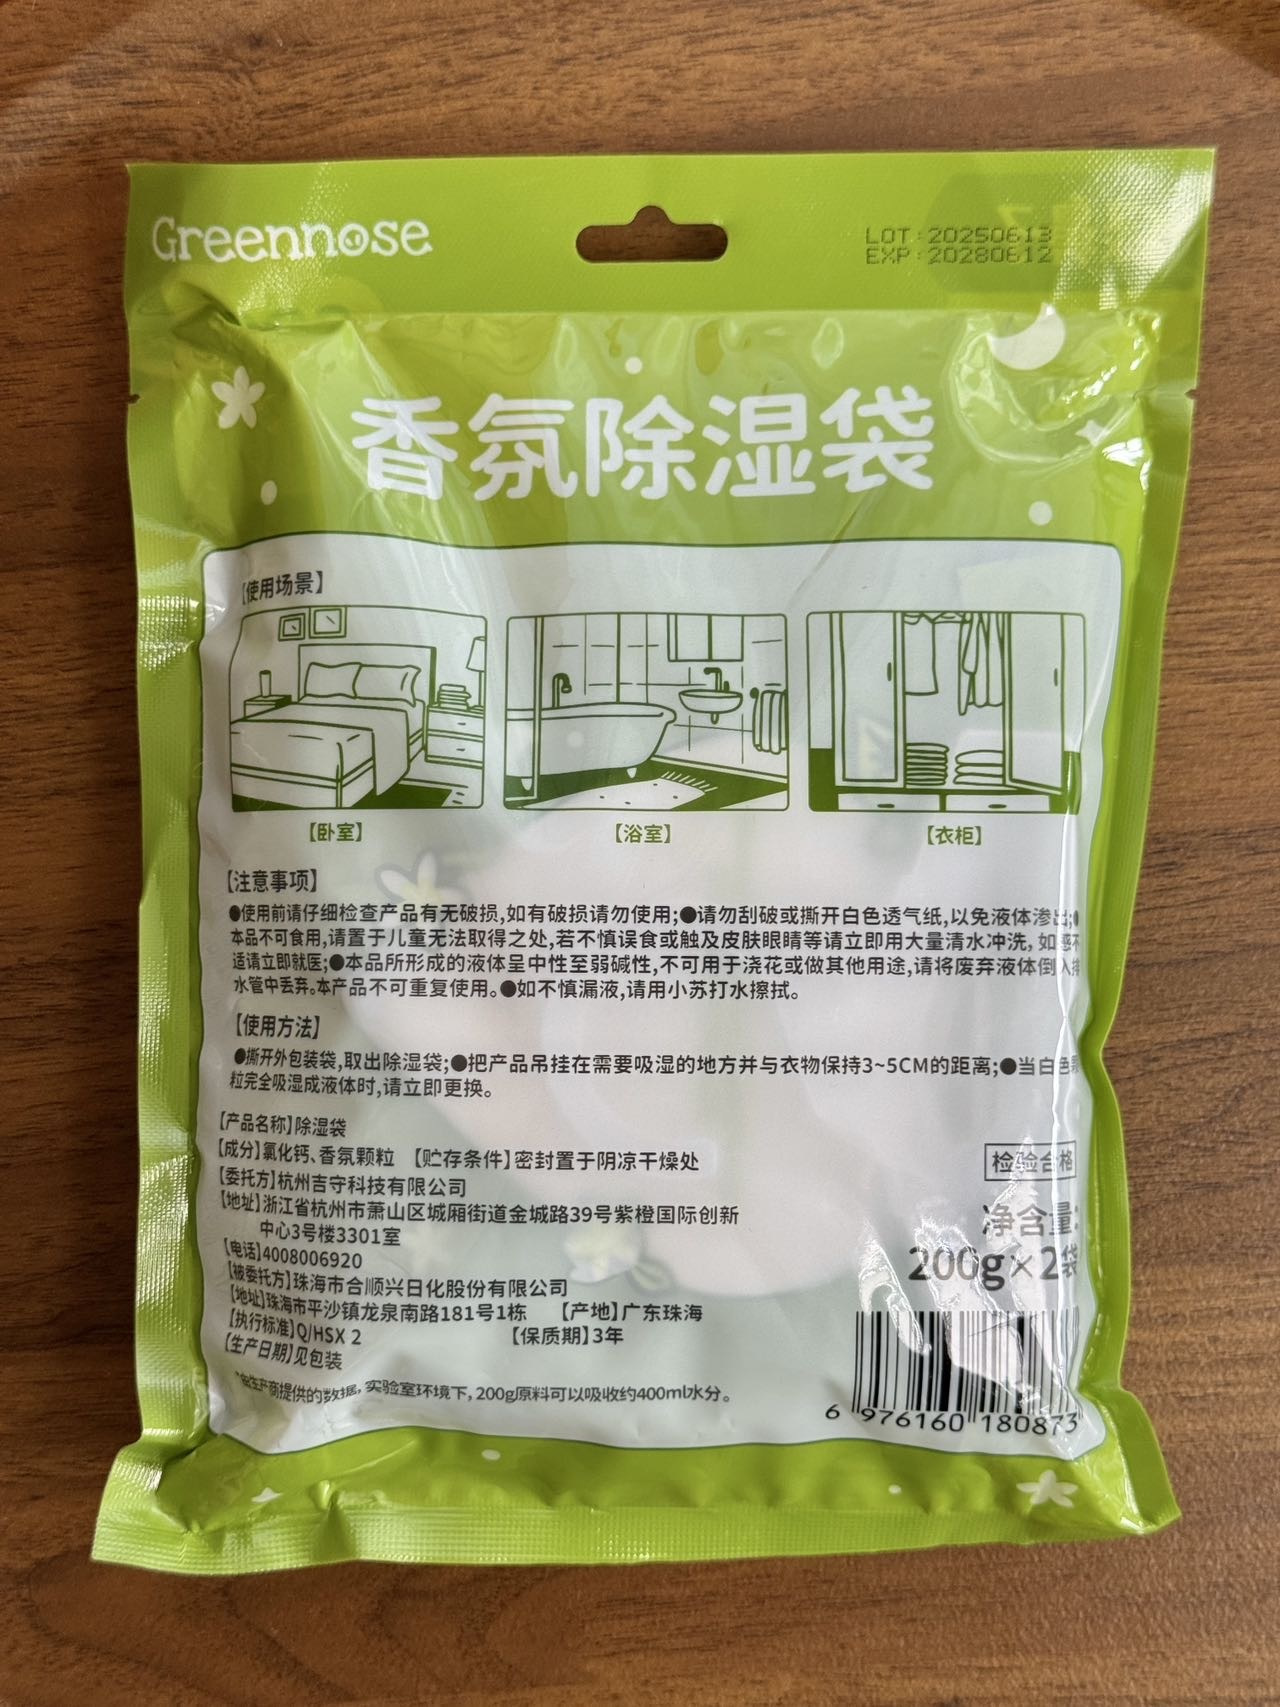 Greennose
LOT:20250613
EXP:20280612
香氛除湿袋
【使用场景】
【卧室】 【浴室】 【衣柜】
【注意事项】
●使用前请仔细检查产品有无破损,如有破损请勿使用;●请勿刮破或撕开白色透气纸,以免液体渗出;●
本品不可食用,请置于儿童无法取得之处,若不慎误食或触及皮肤眼睛等请立即用大量清水冲洗,如感不
适请立即就医;●本品所形成的液体呈中性至弱碱性,不可用于浇花或做其他用途,请将废弃液体倒入排
水管中丢弃。本产品不可重复使用。●如不慎漏液,请用小苏打水擦拭。
【使用方法】
●撕开外包装袋,取出除湿袋;●把产品吊挂在需要吸湿的地方并与衣物保持3~5CM的距离;●当白色颗
粒完全吸湿成液体时,请立即更换。
【产品名称】除湿袋
【成分】氯化钙、香氛颗粒 【贮存条件】密封置于阴凉干燥处
【委托方】杭州吉守科技有限公司
【地址】浙江省杭州市萧山区城厢街道金城路39号紫橙国际创新
中心3号楼3301室
【电话】4008006920
【被委托方】珠海市合顺兴日化股份有限公司
【地址】珠海市平沙镇龙泉南路181号1栋 【产地】广东珠海
【执行标准】Q/HSX 2 【保质期】3年
【生产日期】见包装
*由生产商提供的数据,实验室环境下,200g原料可以吸收约400ml水分。
检验合格
净含量:
200g×2袋
6 976160 180873